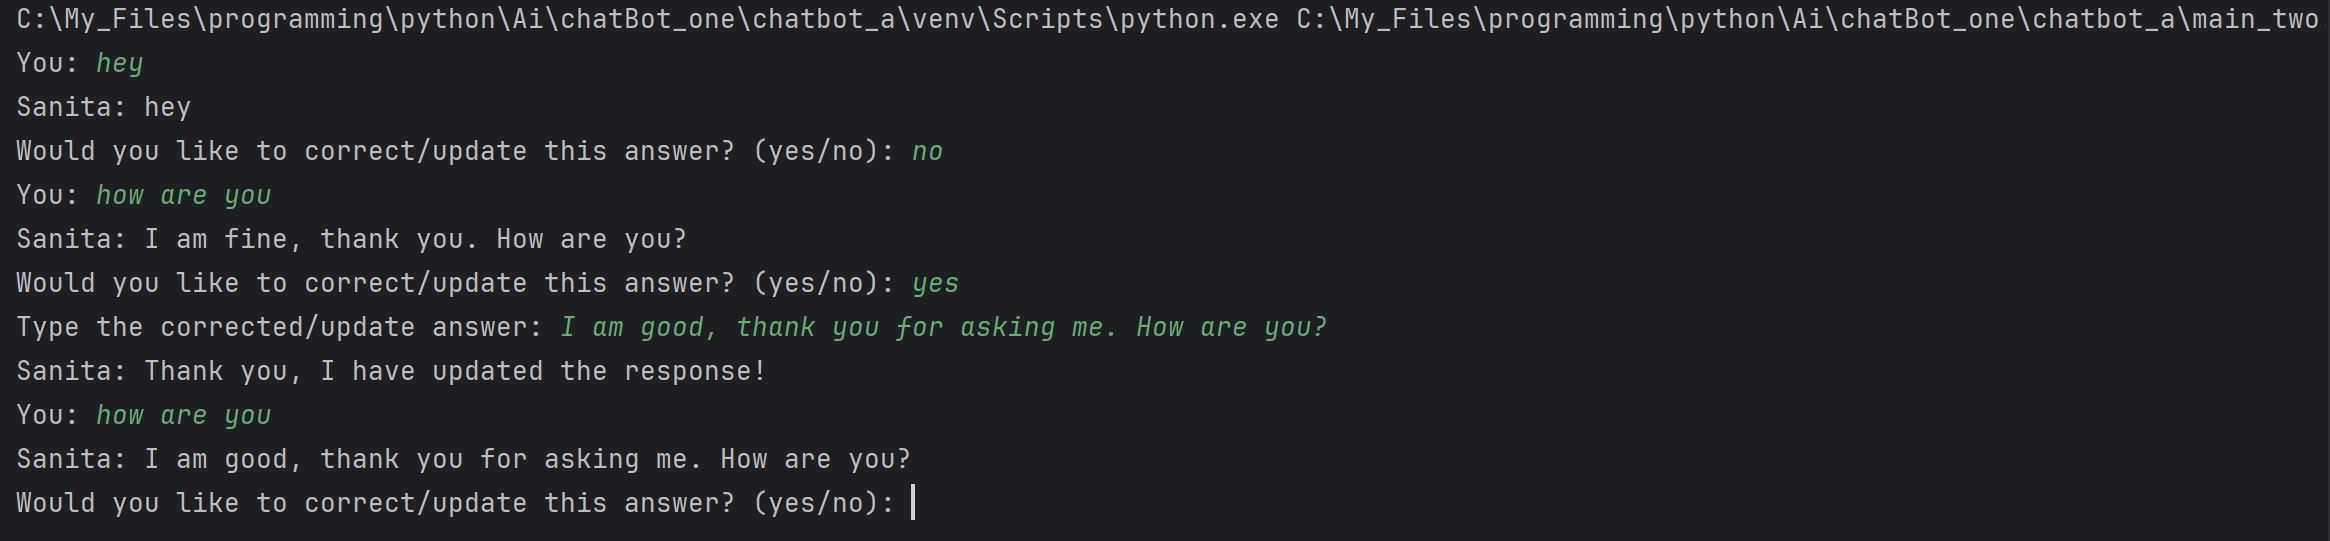 C:\My_Files\programming\python\Ai\chatBot_one\chatbot_a\venv\Scripts\python.exe C:\My_Files\programming\python\Ai\chatBot_one\chatbot_a\main_two
You: hey
Sanita: hey
Would you like to correct/update this answer? (yes/no): no
You: how are you
Sanita: I am fine, thank you. How are you?
Would you like to correct/update this answer? (yes/no): yes
Type the corrected/update answer: I am good, thank you for asking me. How are you?
Sanita: Thank you, I have updated the response!
You: how are you
Sanita: I am good, thank you for asking me. How are you?
Would you like to correct/update this answer? (yes/no):